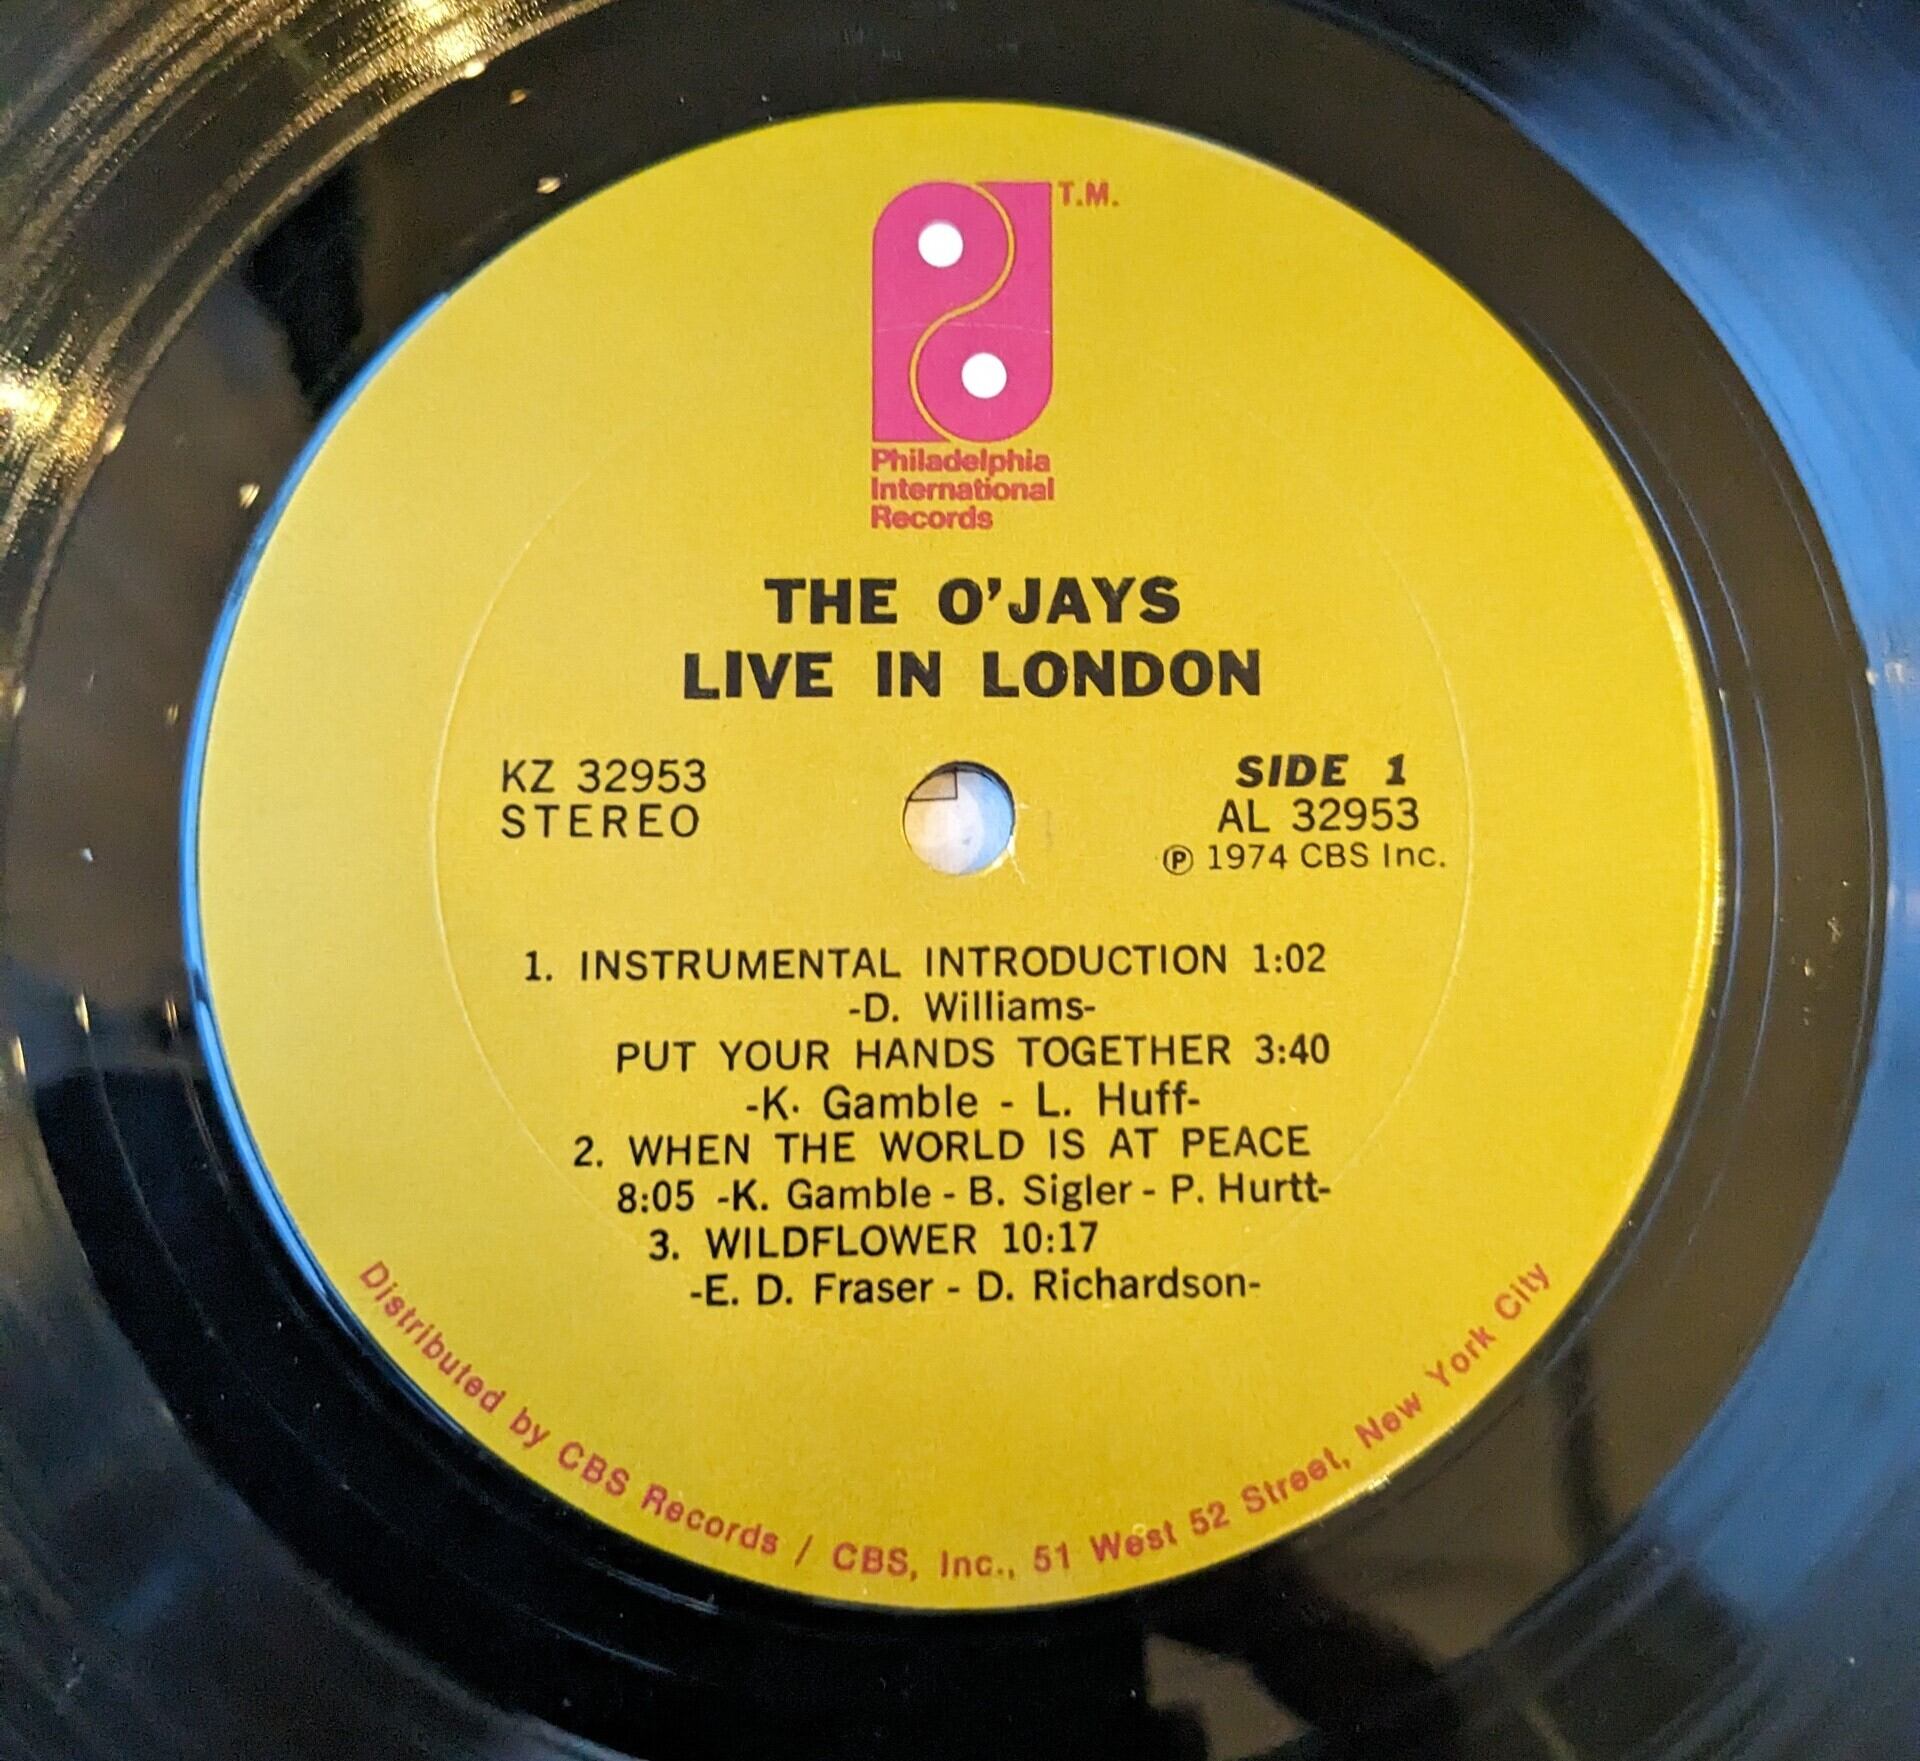 T.M.
Philadelphia
International
Records
THE O'JAYS
LIVE IN LONDON
KZ 32953
STEREO
SIDE 1
AL 32953
Ⓟ 1974 CBS Inc.
1. INSTRUMENTAL INTRODUCTION 1:02
-D. Williams-
PUT YOUR HANDS TOGETHER 3:40
-K. Gamble - L. Huff-
2. WHEN THE WORLD IS AT PEACE
8:05 -K. Gamble - B. Sigler - P. Hurtt-
3. WILDFLOWER 10:17
-E. D. Fraser - D. Richardson-
Distributed by CBS Records / CBS, Inc., 51 West 52 Street, New York City